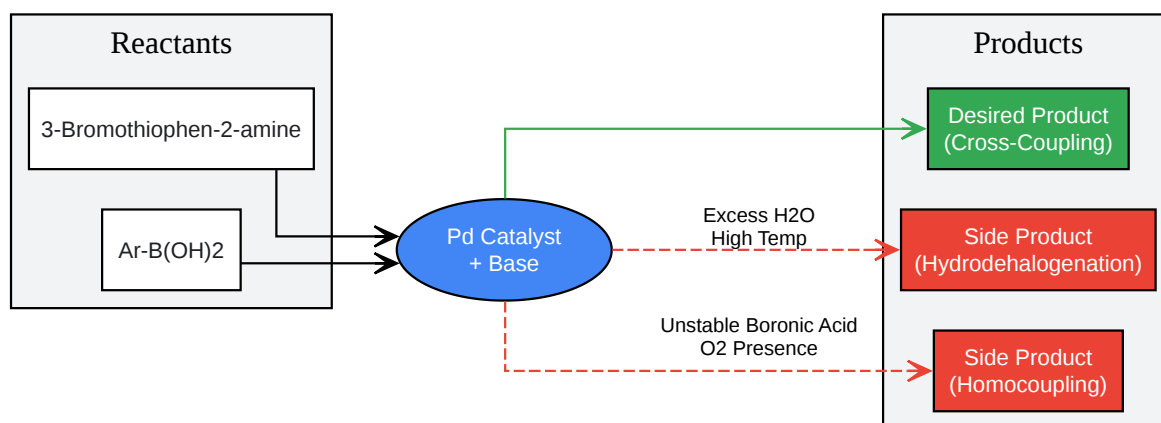 Reactants
3-Bromothiophen-2-amine
Ar-B(OH)2
Pd Catalyst
+ Base
Excess H2O
High Temp
Unstable Boronic Acid
O2 Presence
Products
Desired Product
(Cross-Coupling)
Side Product
(Hydrodehalogenation)
Side Product
(Homocoupling)